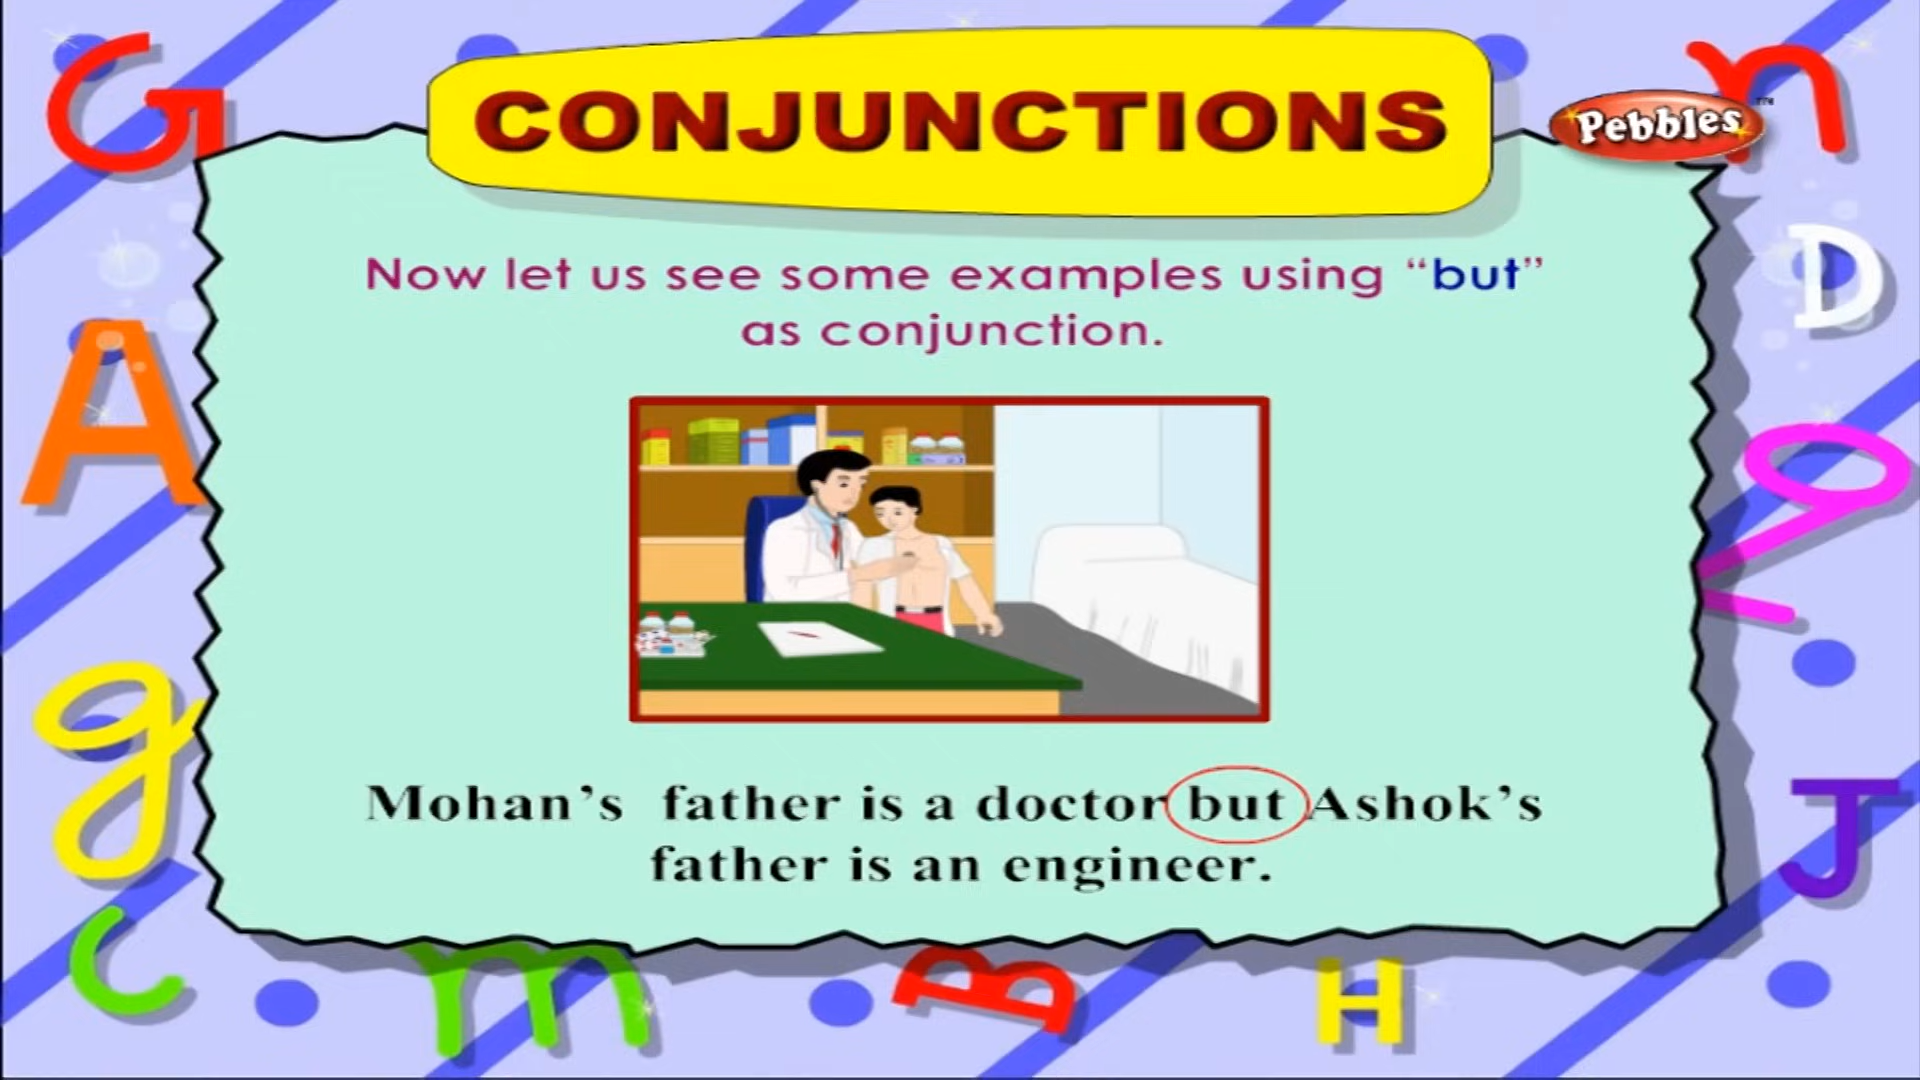 CONJUNCTIONS
Pebbles™
Now let us see some examples using “but”
as conjunction.
Mohan’s father is a doctor but Ashok’s
father is an engineer.
G
n
A
D
g
J
c
m
B
H